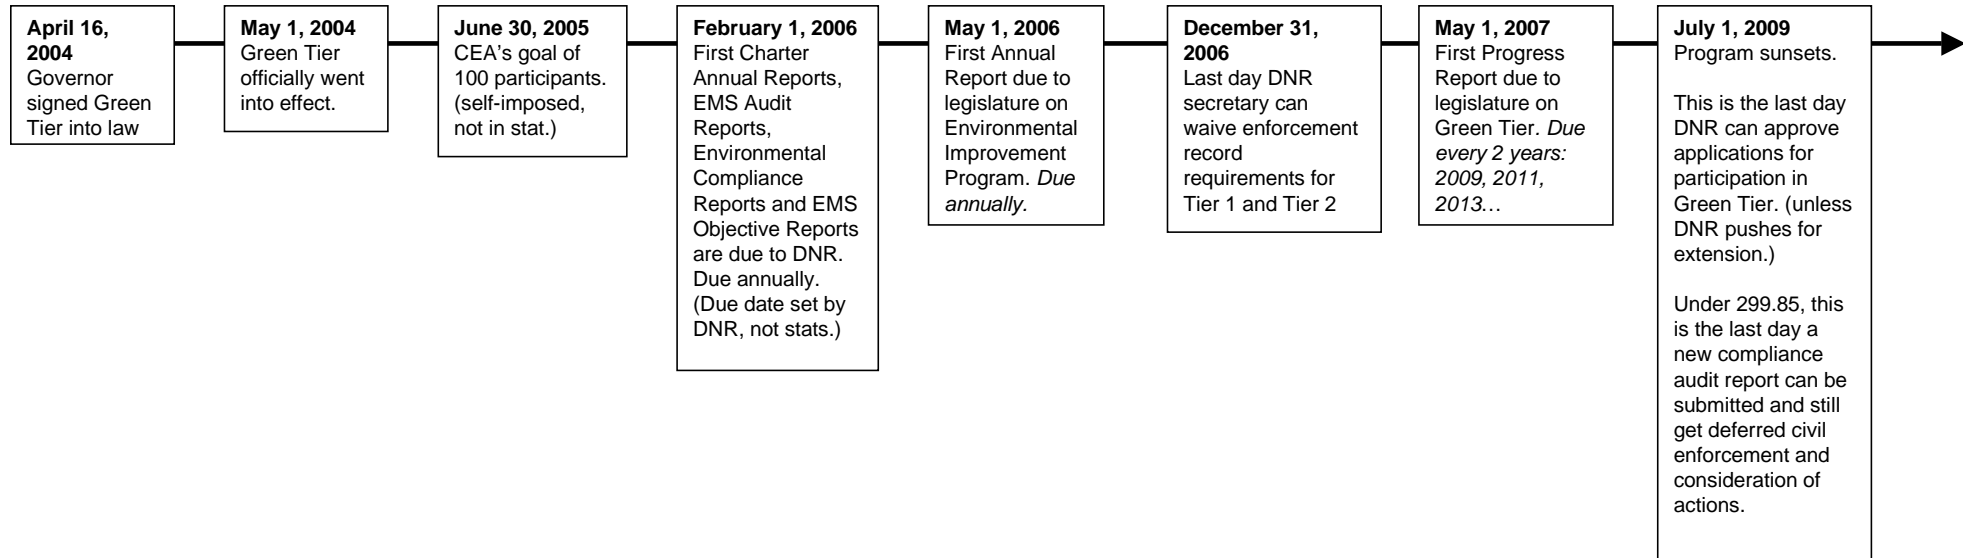 April 16,
2004
Governor
signed Green
Tier into law
May 1, 2004
Green Tier
officially went
into effect.
June 30, 2005
CEA's goal of
100 participants.
(self-imposed,
not in stat.)
February 1, 2006
First Charter
Annual Reports,
EMS Audit
Reports,
Environmental
Compliance
Reports and EMS
Objective Reports
are due to DNR.
Due annually.
(Due date set by
DNR, not stats.)
May 1, 2006
First Annual
Report due to
legislature on
Environmental
Improvement
Program. Due
annually.
December 31,
2006
Last day DNR
secretary can
waive enforcement
record
requirements for
Tier 1 and Tier 2
May 1, 2007
First Progress
Report due to
legislature on
Green Tier. Due
every 2 years:
2009, 2011,
2013…
July 1, 2009
Program sunsets.
This is the last day
DNR can approve
applications for
participation in
Green Tier. (unless
DNR pushes for
extension.)
Under 299.85, this
is the last day a
new compliance
audit report can be
submitted and still
get deferred civil
enforcement and
consideration of
actions.